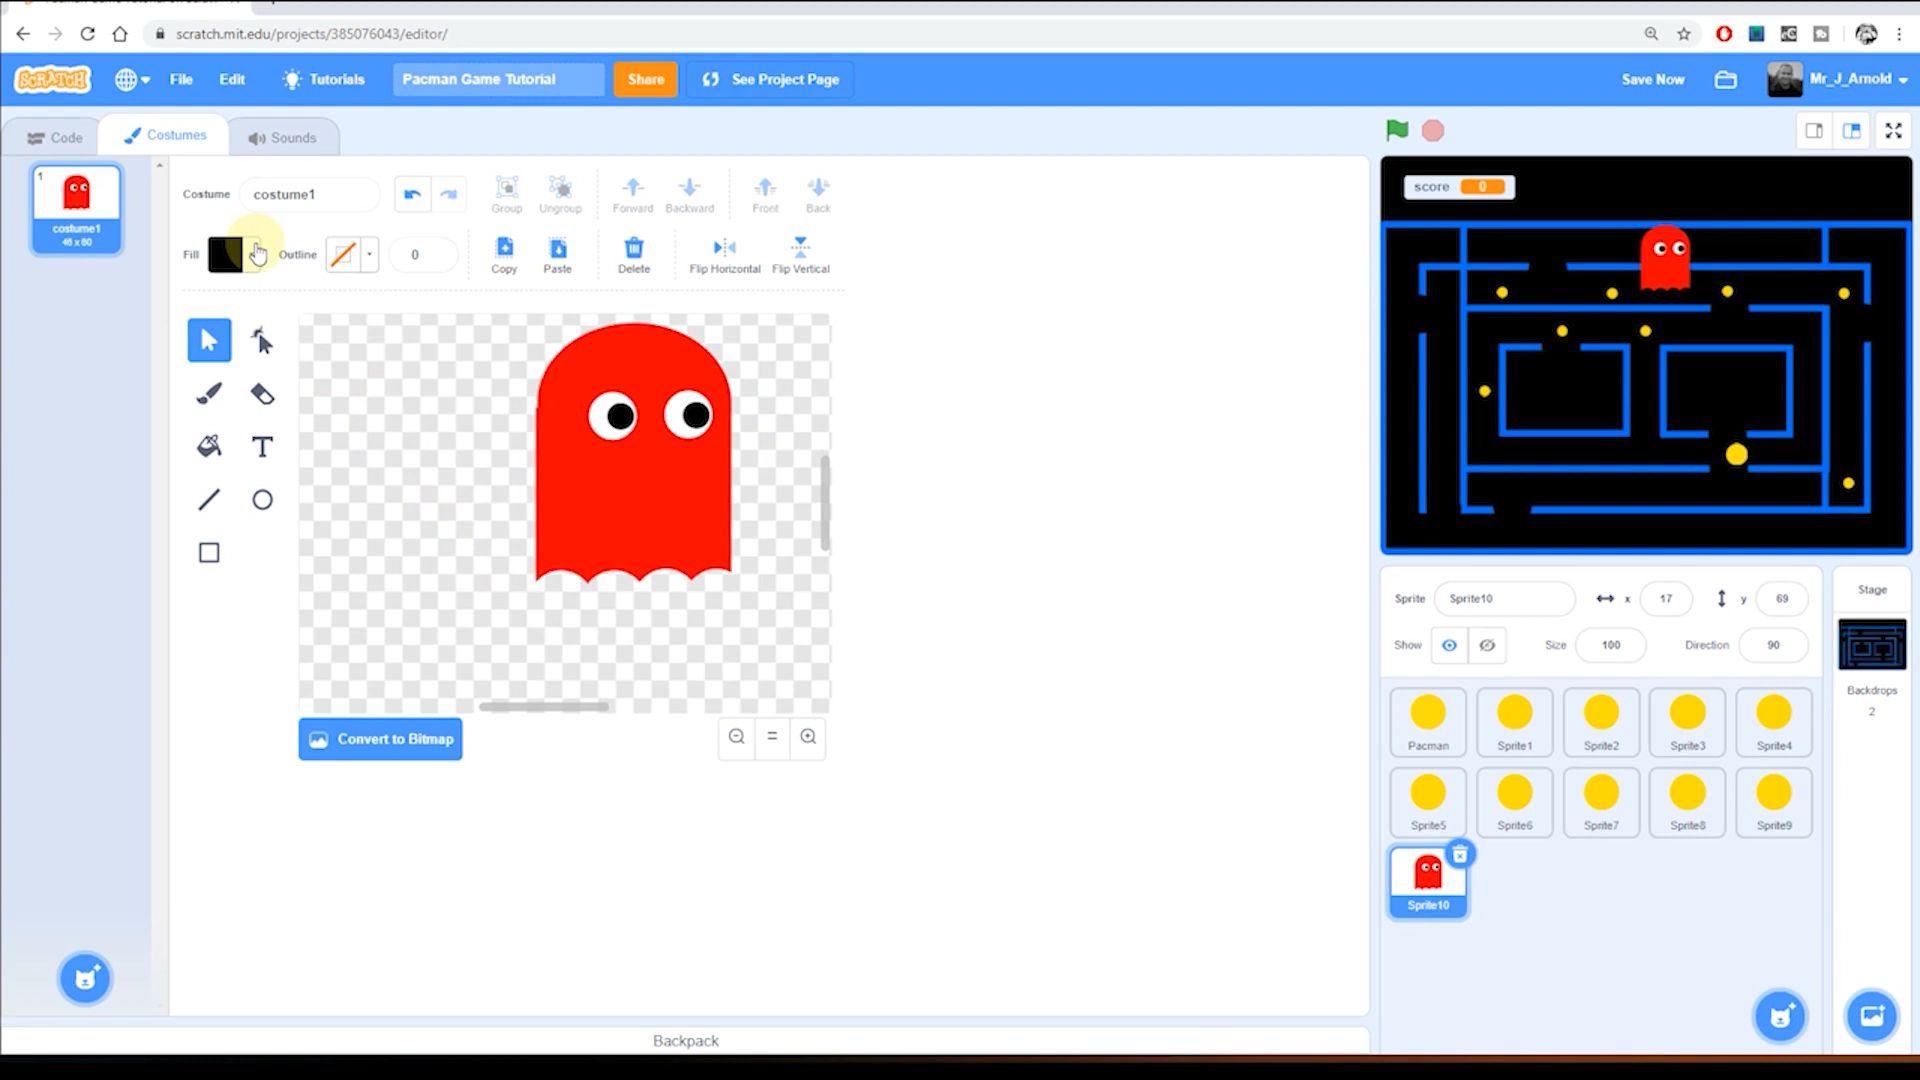 scratch.mit.edu/projects/385076043/editor/
SCRATCH
File
Edit
Tutorials
Pacman Game Tutorial
Share
See Project Page
Save Now
Mr_J_Arnold
Code
Costumes
Sounds
1
costume1
46 x 60
Costume
costume1
Group
Ungroup
Forward
Backward
Front
Back
Fill
Outline
0
Copy
Paste
Delete
Flip Horizontal
Flip Vertical
T
Convert to Bitmap
=
score 0
Sprite
Sprite10
x
17
y
69
Show
Size
100
Direction
90
Stage
Backdrops
2
Pacman
Sprite1
Sprite2
Sprite3
Sprite4
Sprite5
Sprite6
Sprite7
Sprite8
Sprite9
Sprite10
Backpack